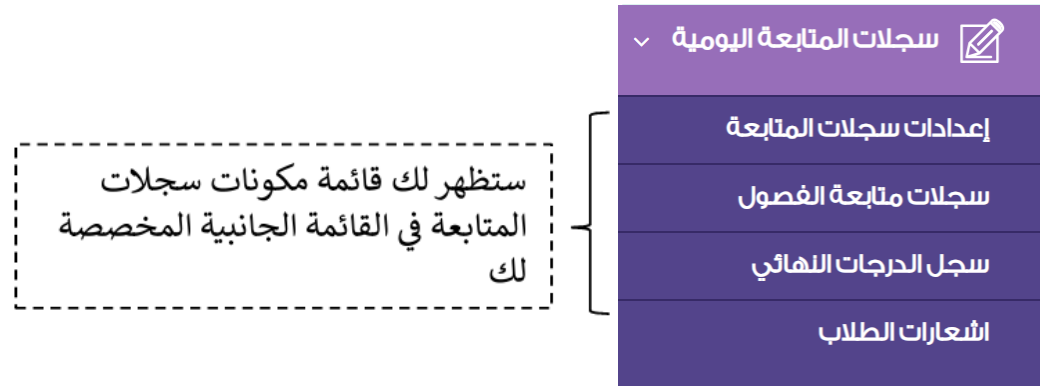 سجلات المتابعة اليومية
إعدادات سجلات المتابعة
سجلات متابعة الفصول
سجل الدرجات النهائي
اشعارات الطلاب
ستظهر لك قائمة مكونات سجلات
المتابعة في القائمة الجانبية المخصصة
لك